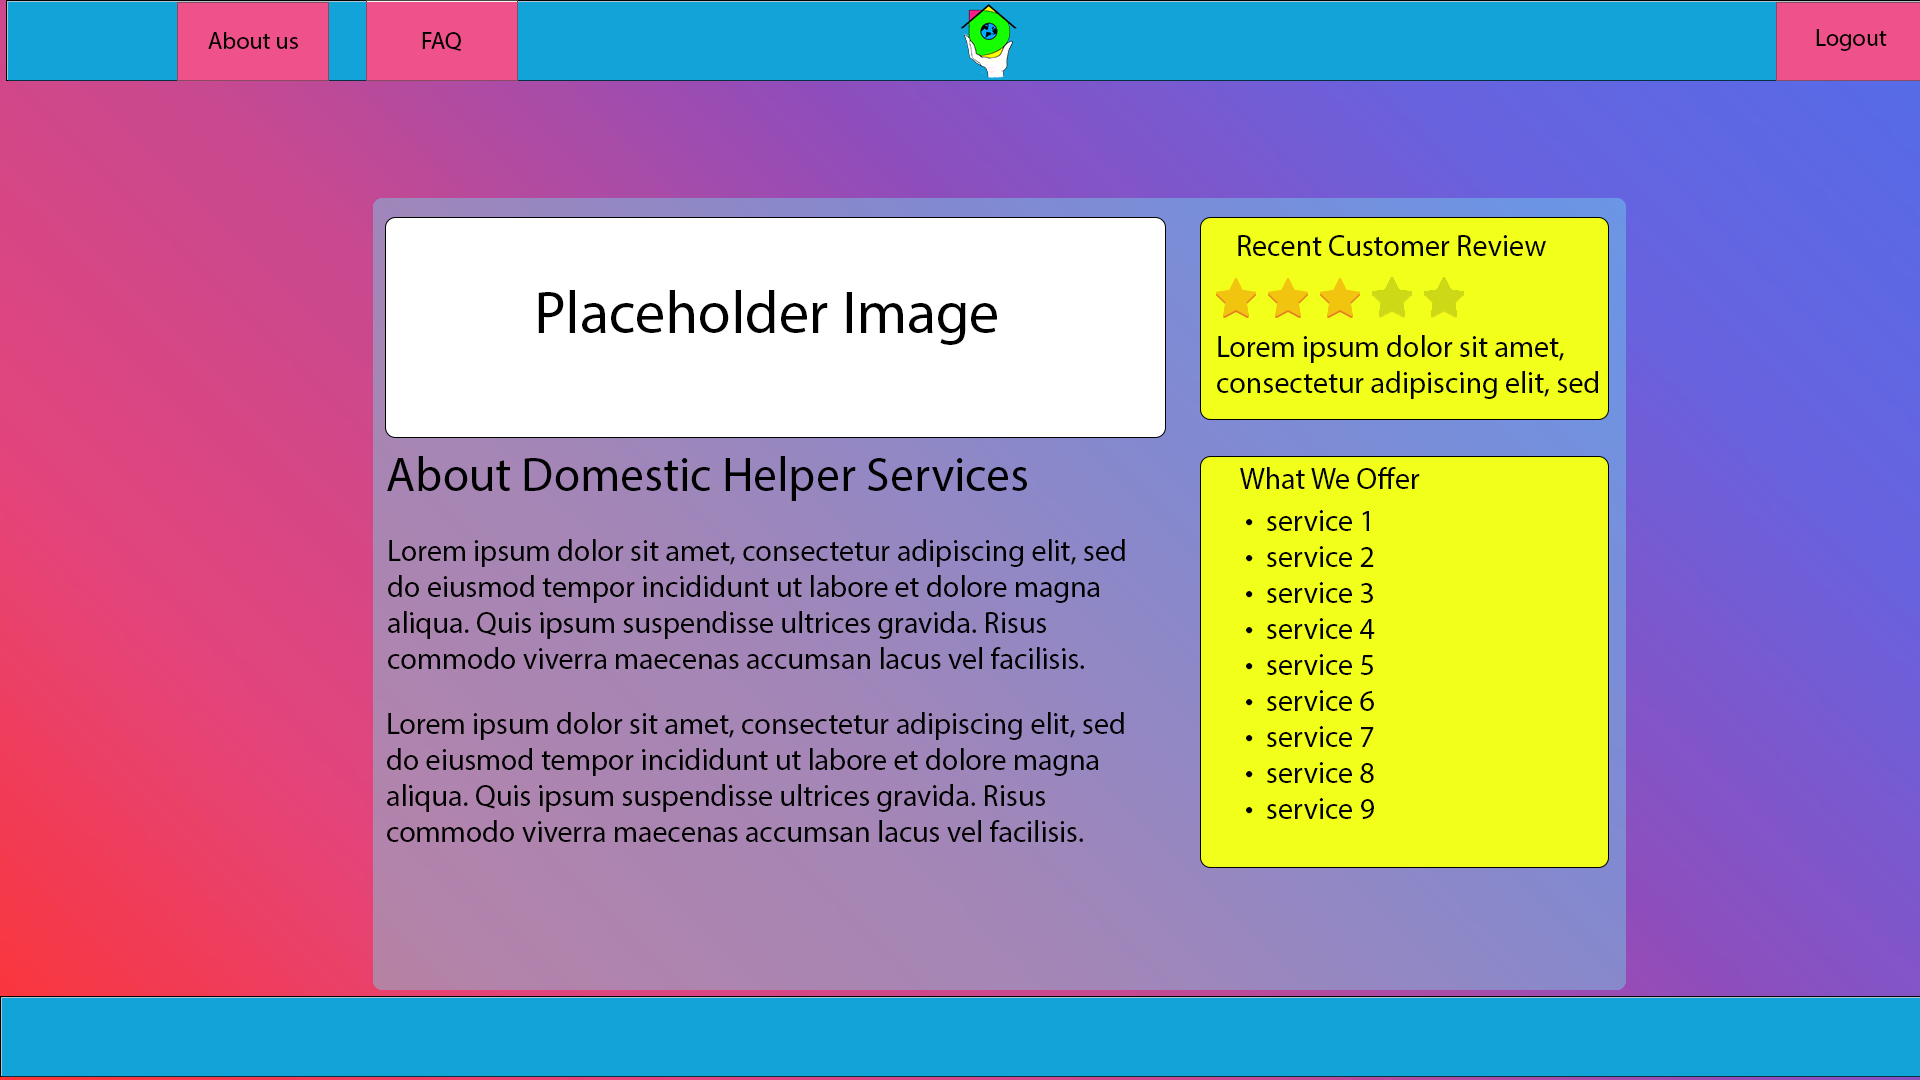 About us
FAQ
Logout
Placeholder Image
About Domestic Helper Services
Lorem ipsum dolor sit amet, consectetur adipiscing elit, sed
do eiusmod tempor incididunt ut labore et dolore magna
aliqua. Quis ipsum suspendisse ultrices gravida. Risus
commodo viverra maecenas accumsan lacus vel facilisis.
Lorem ipsum dolor sit amet, consectetur adipiscing elit, sed
do eiusmod tempor incididunt ut labore et dolore magna
aliqua. Quis ipsum suspendisse ultrices gravida. Risus
commodo viverra maecenas accumsan lacus vel facilisis.
Recent Customer Review
Lorem ipsum dolor sit amet,
consectetur adipiscing elit, sed
What We Offer
• service 1
• service 2
• service 3
• service 4
• service 5
• service 6
• service 7
• service 8
• service 9